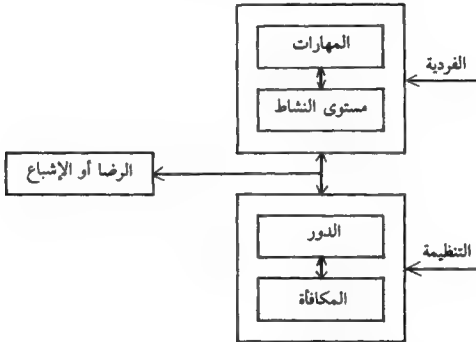 المهارات
الفردية
مستوى النشاط
الرضا أو الإشباع
الدور
التنظيمة
المكافأة